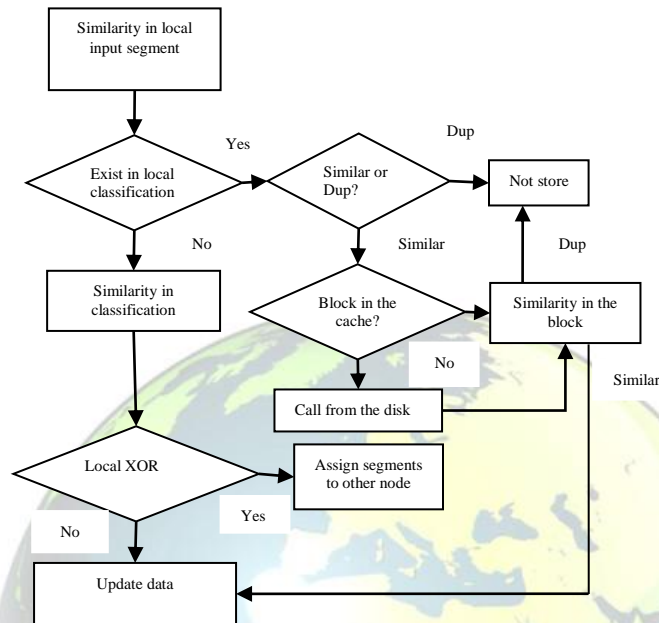 Similarity in local
input segment
Yes
Dup
Exist in local
classification
Similar or
Dup?
Not store
No
Similar
Dup
Similarity in
classification
Block in the
cache?
Similarity in the
block
No
Similar
Call from the disk
Local XOR
Assign segments
to other node
Yes
No
Update data